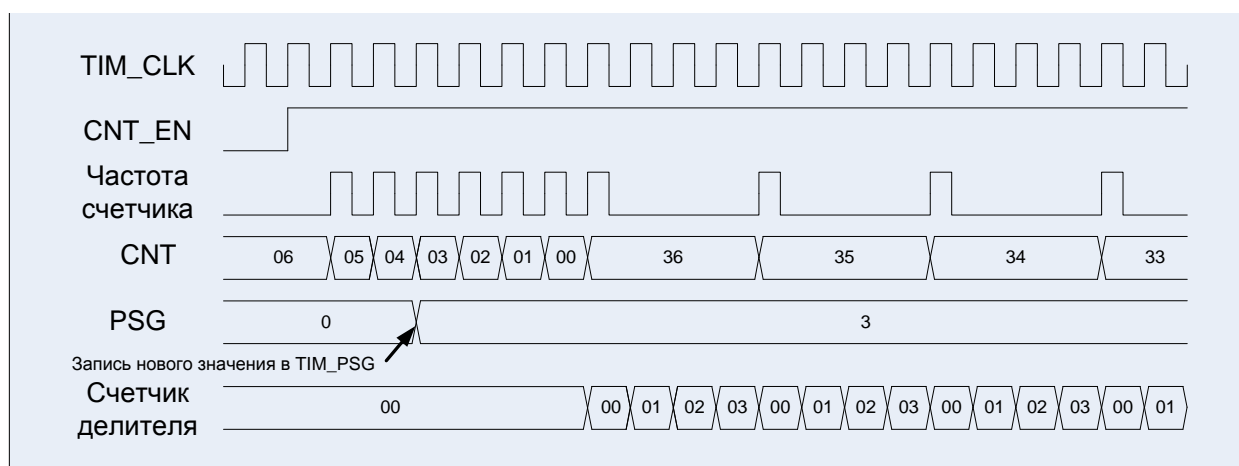 TIM_CLK
CNT_EN
Частота
счетчика
CNT
06 05 04 03 02 01 00 36 35 34 33
PSG
0 3
Запись нового значения в TIM_PSG
Счетчик
делителя
00 00 01 02 03 00 01 02 03 00 01 02 03 00 01